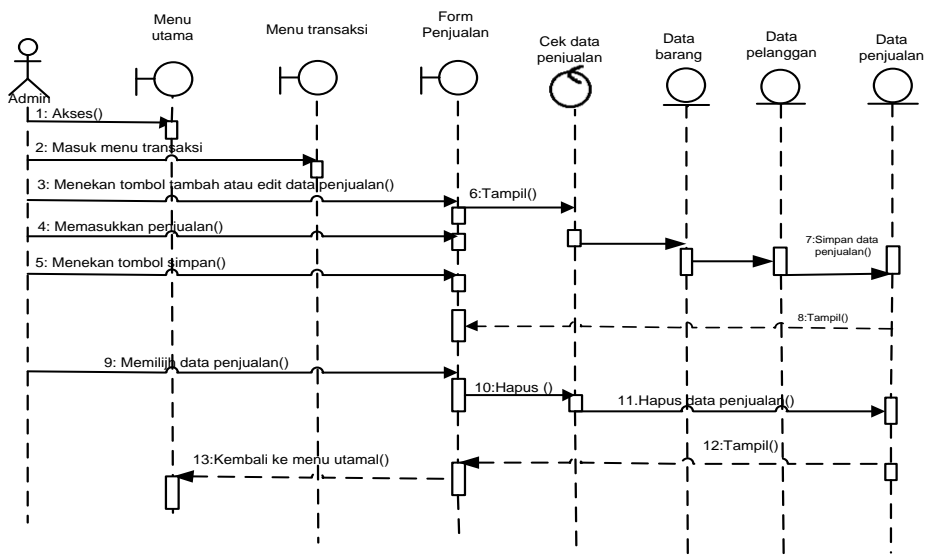 Menu
utama
Menu transaksi
Form
Penjualan
Cek data
penjualan
Data
barang
Data
pelanggan
Data
penjualan
Admin
1: Akses()
2: Masuk menu transaksi
3: Menekan tombol tambah atau edit data penjualan()
6:Tampil()
4: Memasukkan penjualan()
7:Simpan data
penjualan()
5: Menekan tombol simpan()
8:Tampil()
9: Memilijh data penjualan()
10:Hapus ()
11.Hapus data penjualan()
12:Tampil()
13:Kembali ke menu utamal()